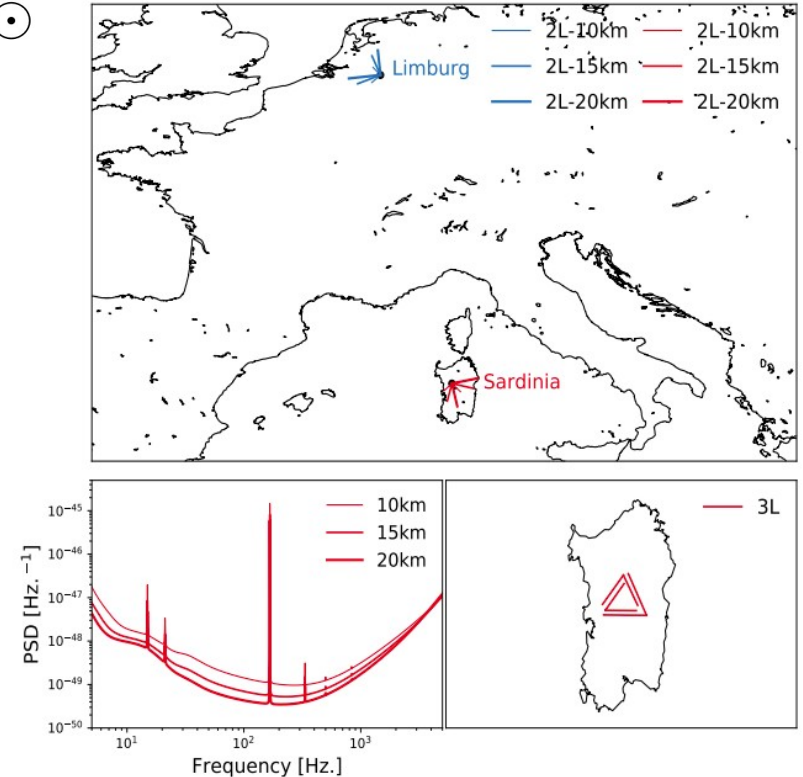 2L-10km 2L-10km
Limburg 2L-15km 2L-15km
2L-20km 2L-20km
Sardinia
10⁻⁴⁵
10⁻⁴⁶
10⁻⁴⁷
10⁻⁴⁸
10⁻⁴⁹
10⁻⁵⁰
PSD [Hz. ⁻¹]
10km
15km
20km
10¹ 10² 10³
Frequency [Hz.]
3L